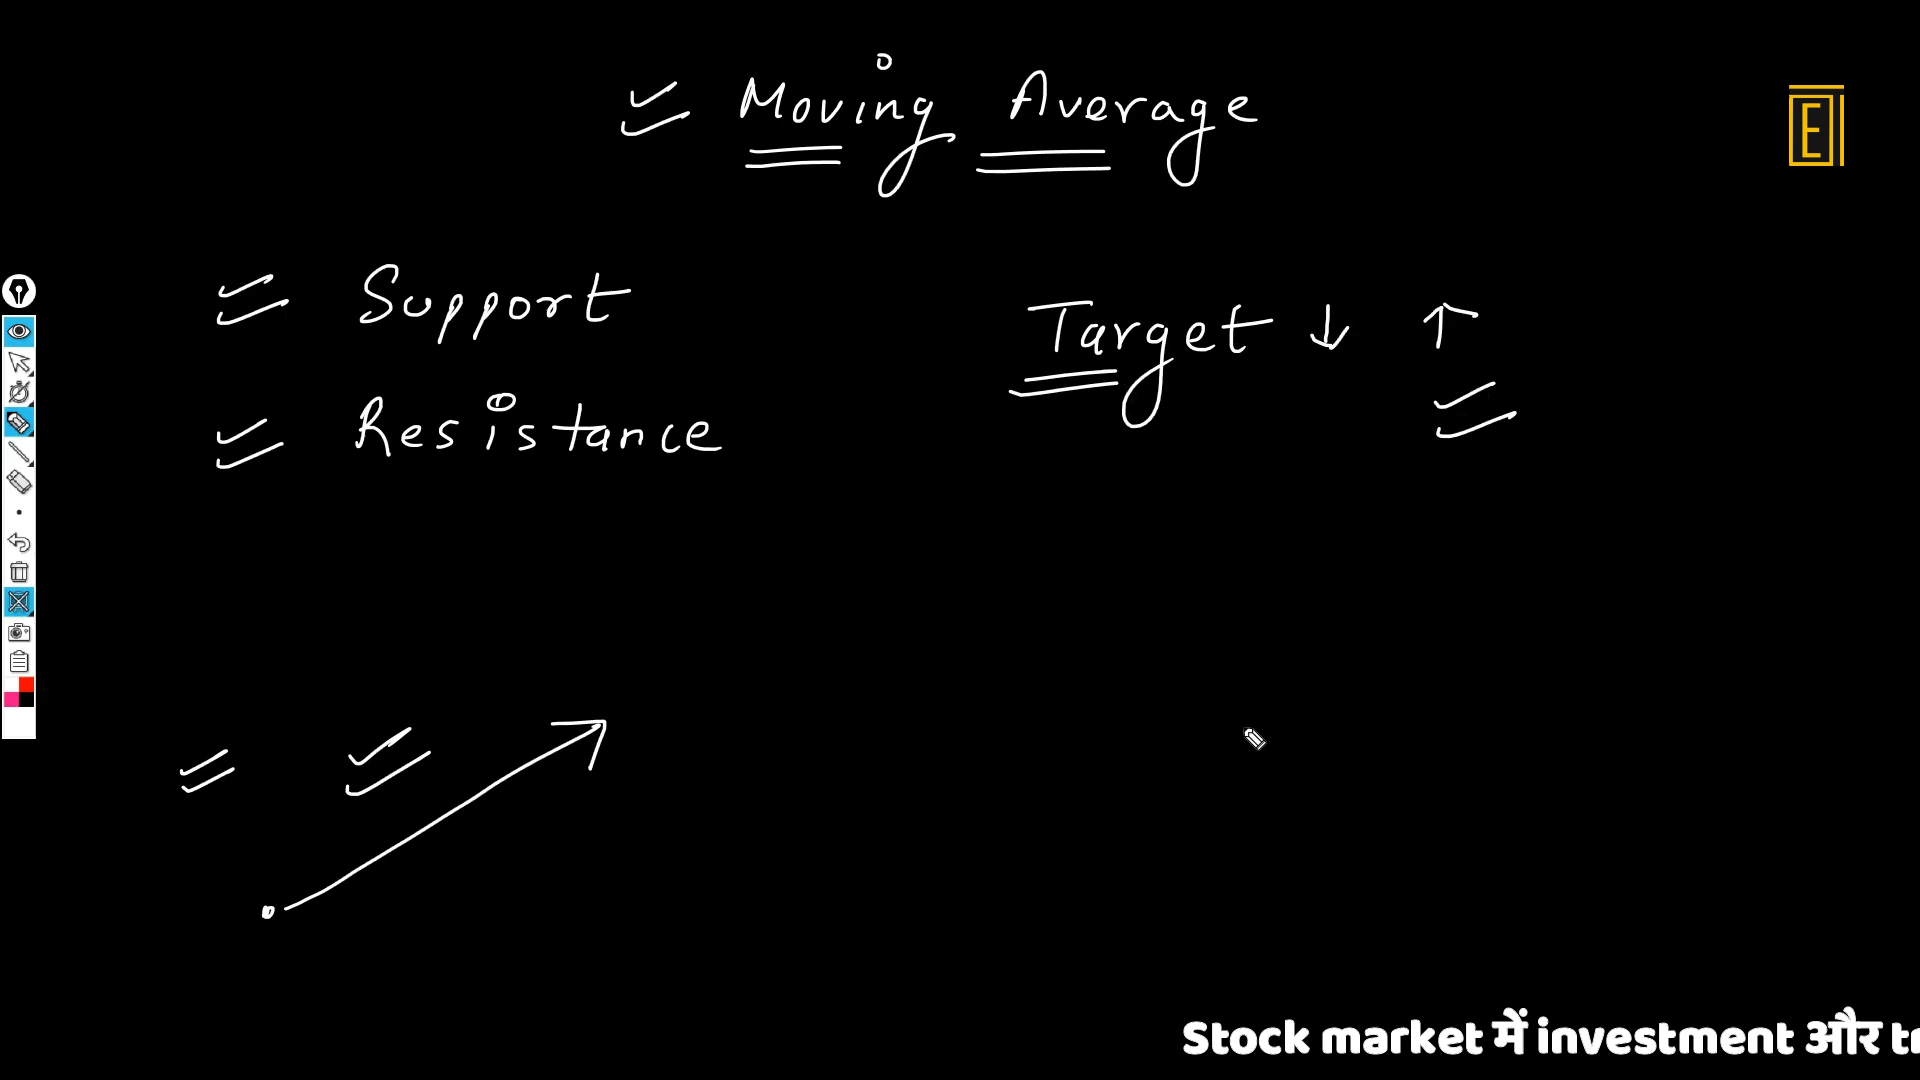 Moving Average
E
Support
Target ↓ ↑
Resistance
Stock market में investment और